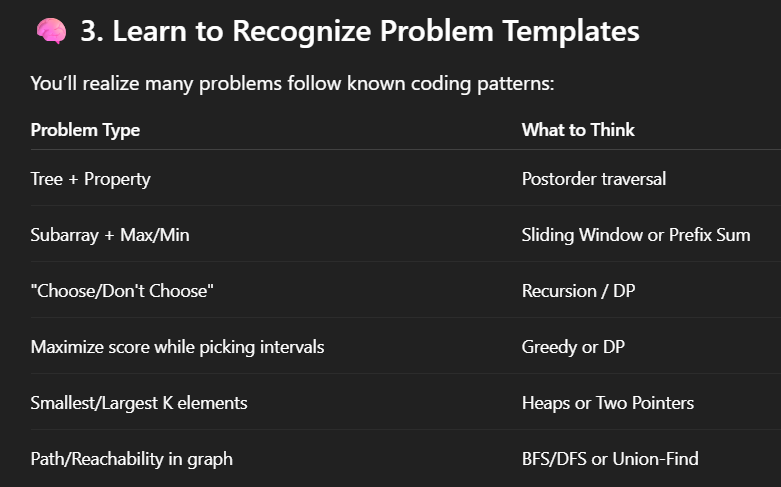 🧠 3. Learn to Recognize Problem Templates
You’ll realize many problems follow known coding patterns:
Problem Type What to Think
Tree + Property Postorder traversal
Subarray + Max/Min Sliding Window or Prefix Sum
"Choose/Don't Choose" Recursion / DP
Maximize score while picking intervals Greedy or DP
Smallest/Largest K elements Heaps or Two Pointers
Path/Reachability in graph BFS/DFS or Union-Find